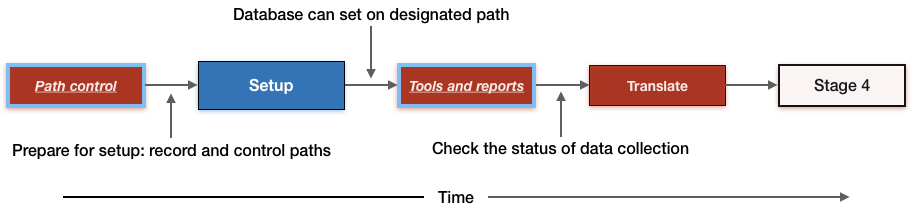 Database can set on designated path
Path control
Setup
Tools and reports
Translate
Stage 4
Prepare for setup: record and control paths
Check the status of data collection
Time